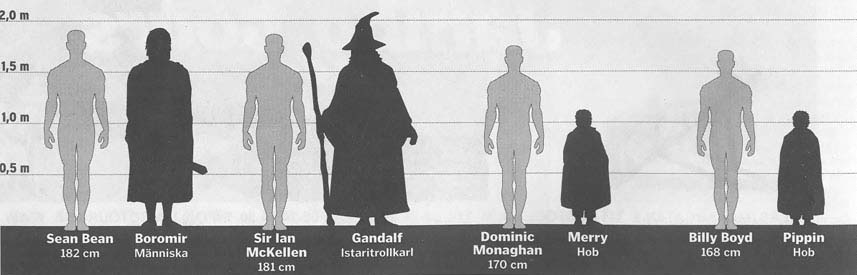 2,0 m
1,5 m
1,0 m
0,5 m
Sean Bean
182 cm
Boromir
Människa
Sir Ian
McKellen
181 cm
Gandalf
Istaritrollkarl
Dominic
Monaghan
170 cm
Merry
Hob
Billy Boyd
168 cm
Pippin
Hob